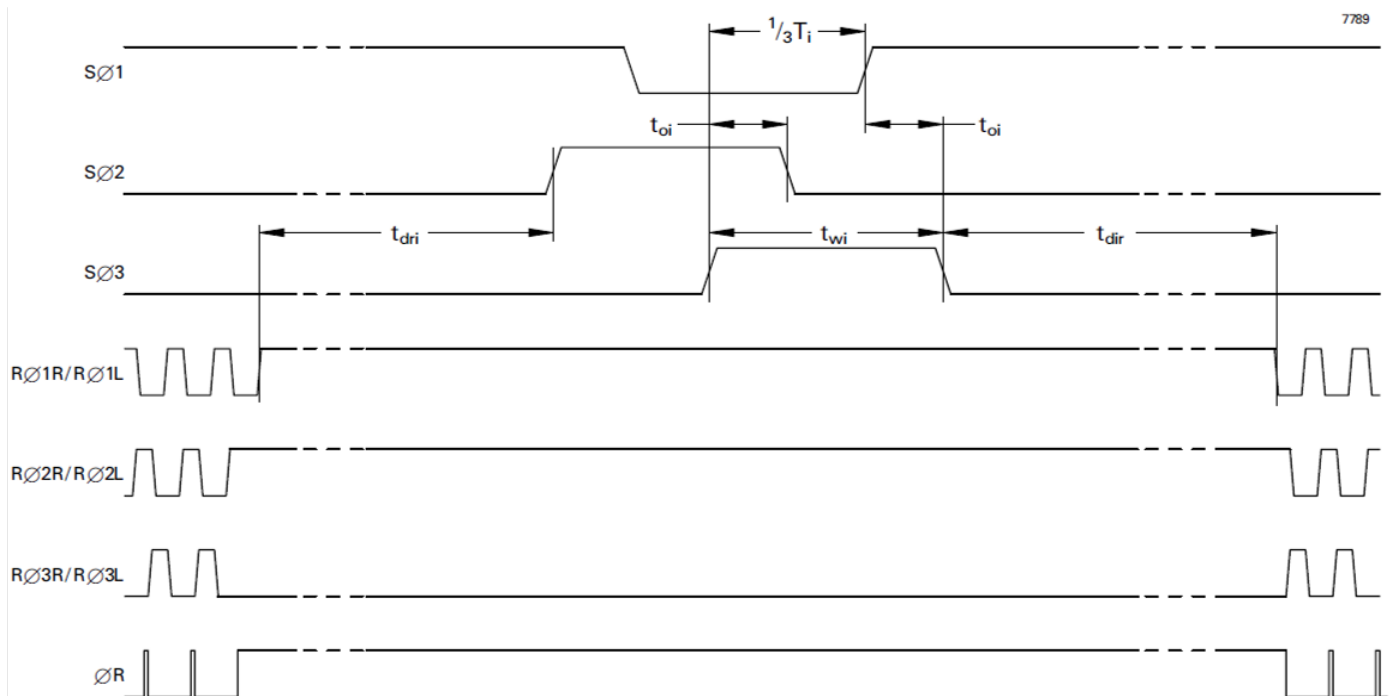 7789
1/3Ti
SØ1
toi
toi
SØ2
tdri
twi
tdir
SØ3
RØ1R/RØ1L
RØ2R/RØ2L
RØ3R/RØ3L
ØR